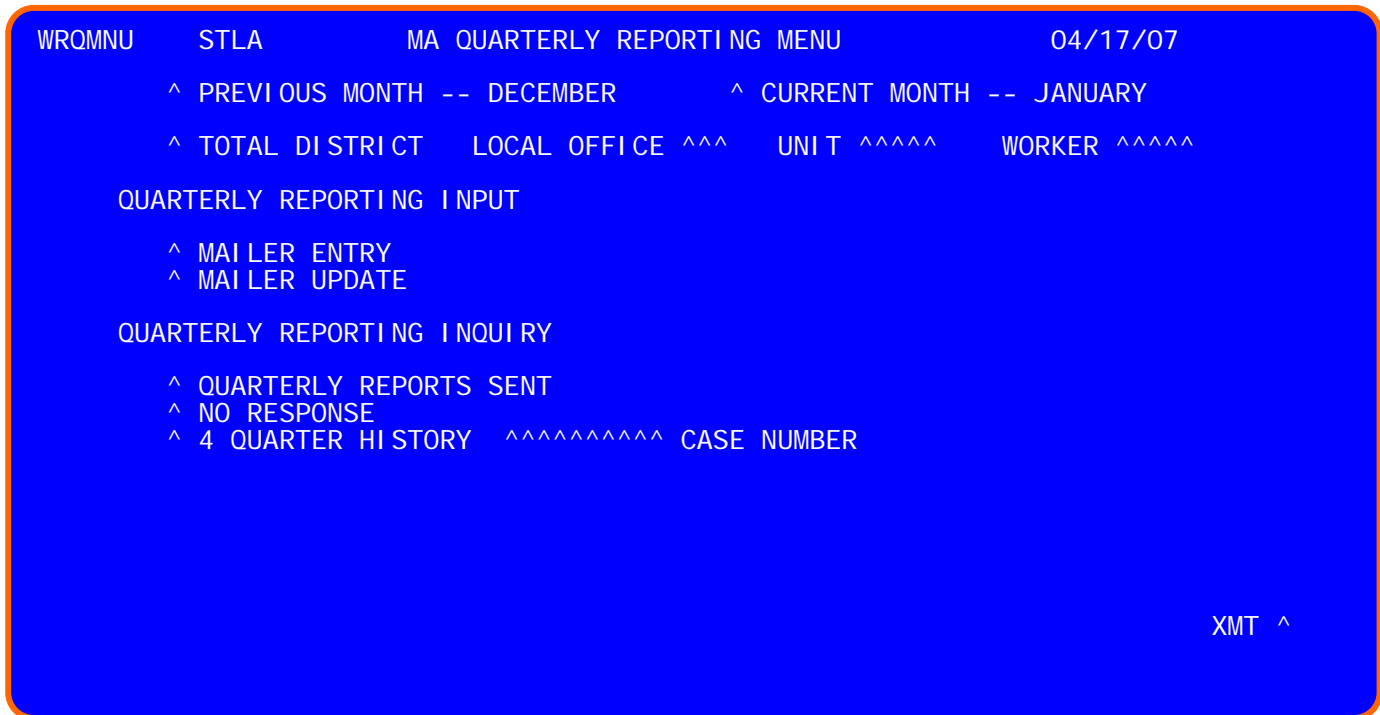 WRQMNU STLA MA QUARTERLY REPORTING MENU 04/17/07
^ PREVIOUS MONTH -- DECEMBER ^ CURRENT MONTH -- JANUARY
^ TOTAL DISTRICT LOCAL OFFICE ^^^ UNIT ^^^^^ WORKER ^^^^^
QUARTERLY REPORTING INPUT
^ MAILER ENTRY
^ MAILER UPDATE
QUARTERLY REPORTING INQUIRY
^ QUARTERLY REPORTS SENT
^ NO RESPONSE
^ 4 QUARTER HISTORY ^^^^^^^^^^ CASE NUMBER
XMT ^